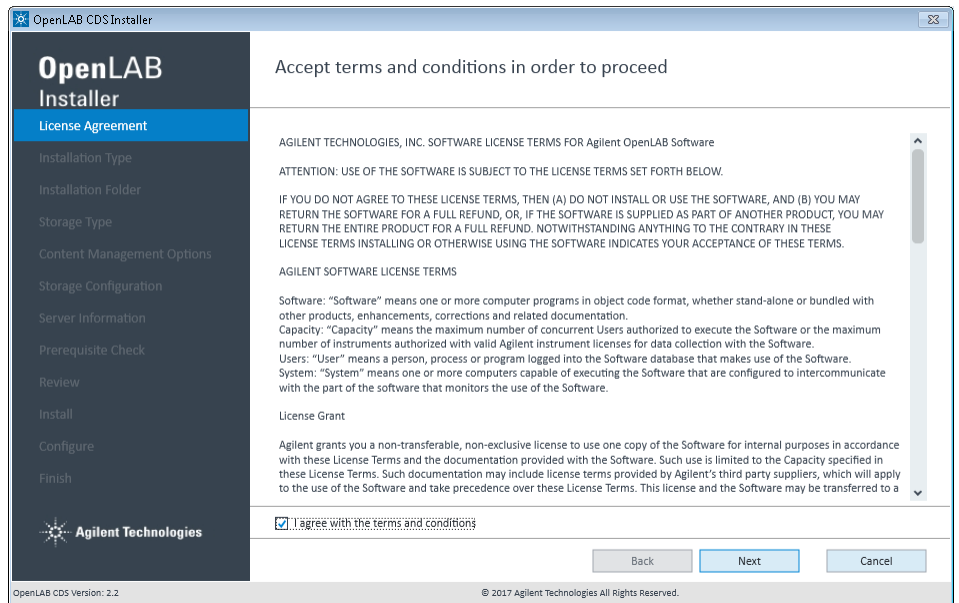 OpenLAB CDS Installer
OpenLAB
Installer
License Agreement
Installation Type
Installation Folder
Storage Type
Content Management Options
Storage Configuration
Server Information
Prerequisite Check
Review
Install
Configure
Finish
Agilent Technologies
Accept terms and conditions in order to proceed
AGILENT TECHNOLOGIES, INC. SOFTWARE LICENSE TERMS FOR Agilent OpenLAB Software
ATTENTION: USE OF THE SOFTWARE IS SUBJECT TO THE LICENSE TERMS SET FORTH BELOW.
IF YOU DO NOT AGREE TO THESE LICENSE TERMS, THEN (A) DO NOT INSTALL OR USE THE SOFTWARE, AND (B) YOU MAY
RETURN THE SOFTWARE FOR A FULL REFUND, OR, IF THE SOFTWARE IS SUPPLIED AS PART OF ANOTHER PRODUCT, YOU MAY
RETURN THE ENTIRE PRODUCT FOR A FULL REFUND. NOTWITHSTANDING ANYTHING TO THE CONTRARY IN THESE
LICENSE TERMS INSTALLING OR OTHERWISE USING THE SOFTWARE INDICATES YOUR ACCEPTANCE OF THESE TERMS.
AGILENT SOFTWARE LICENSE TERMS
Software: “Software” means one or more computer programs in object code format, whether stand-alone or bundled with
other products, enhancements, corrections and related documentation.
Capacity: “Capacity” means the maximum number of concurrent Users authorized to execute the Software or the maximum
number of instruments authorized with valid Agilent instrument licenses for data collection with the Software.
Users: “User” means a person, process or program logged into the Software database that makes use of the Software.
System: “System” means one or more computers capable of executing the Software that are configured to intercommunicate
with the part of the software that monitors the use of the Software.
License Grant
Agilent grants you a non-transferable, non-exclusive license to use one copy of the Software for internal purposes in accordance
with these License Terms and the documentation provided with the Software. Such use is limited to the Capacity specified in
these License Terms. Such documentation may include license terms provided by Agilent’s third party suppliers, which will apply
to the use of the Software and take precedence over these License Terms. This license and the Software may be transferred to a
I agree with the terms and conditions
Back
Next
Cancel
OpenLAB CDS Version: 2.2
© 2017 Agilent Technologies All Rights Reserved.